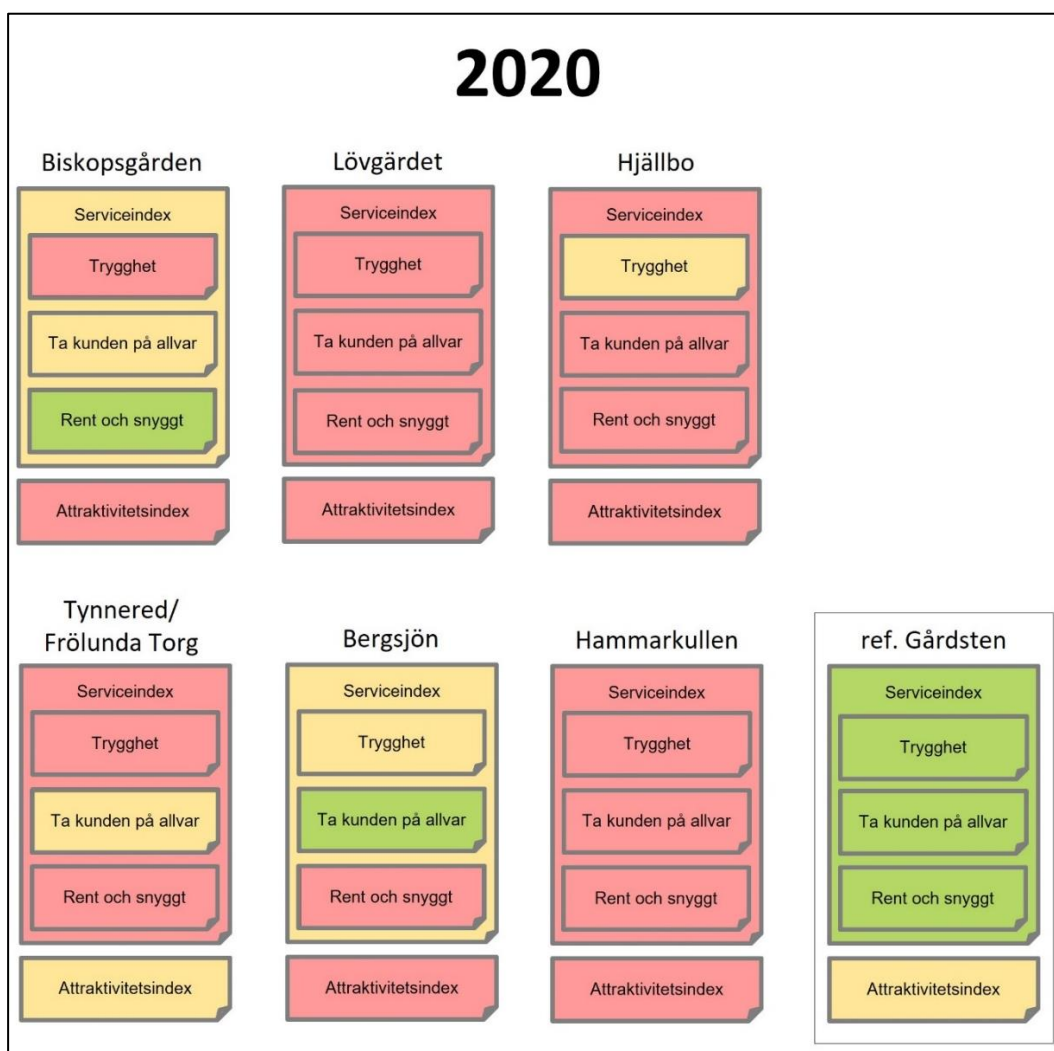 2020
Biskopsgården
Serviceindex
Trygghet
Ta kunden på allvar
Rent och snyggt
Attraktivitetsindex
Lövgärdet
Serviceindex
Trygghet
Ta kunden på allvar
Rent och snyggt
Attraktivitetsindex
Hjällbo
Serviceindex
Trygghet
Ta kunden på allvar
Rent och snyggt
Attraktivitetsindex
Tynnered/
Frölunda Torg
Serviceindex
Trygghet
Ta kunden på allvar
Rent och snyggt
Attraktivitetsindex
Bergsjön
Serviceindex
Trygghet
Ta kunden på allvar
Rent och snyggt
Attraktivitetsindex
Hammarkullen
Serviceindex
Trygghet
Ta kunden på allvar
Rent och snyggt
Attraktivitetsindex
ref. Gårdsten
Serviceindex
Trygghet
Ta kunden på allvar
Rent och snyggt
Attraktivitetsindex